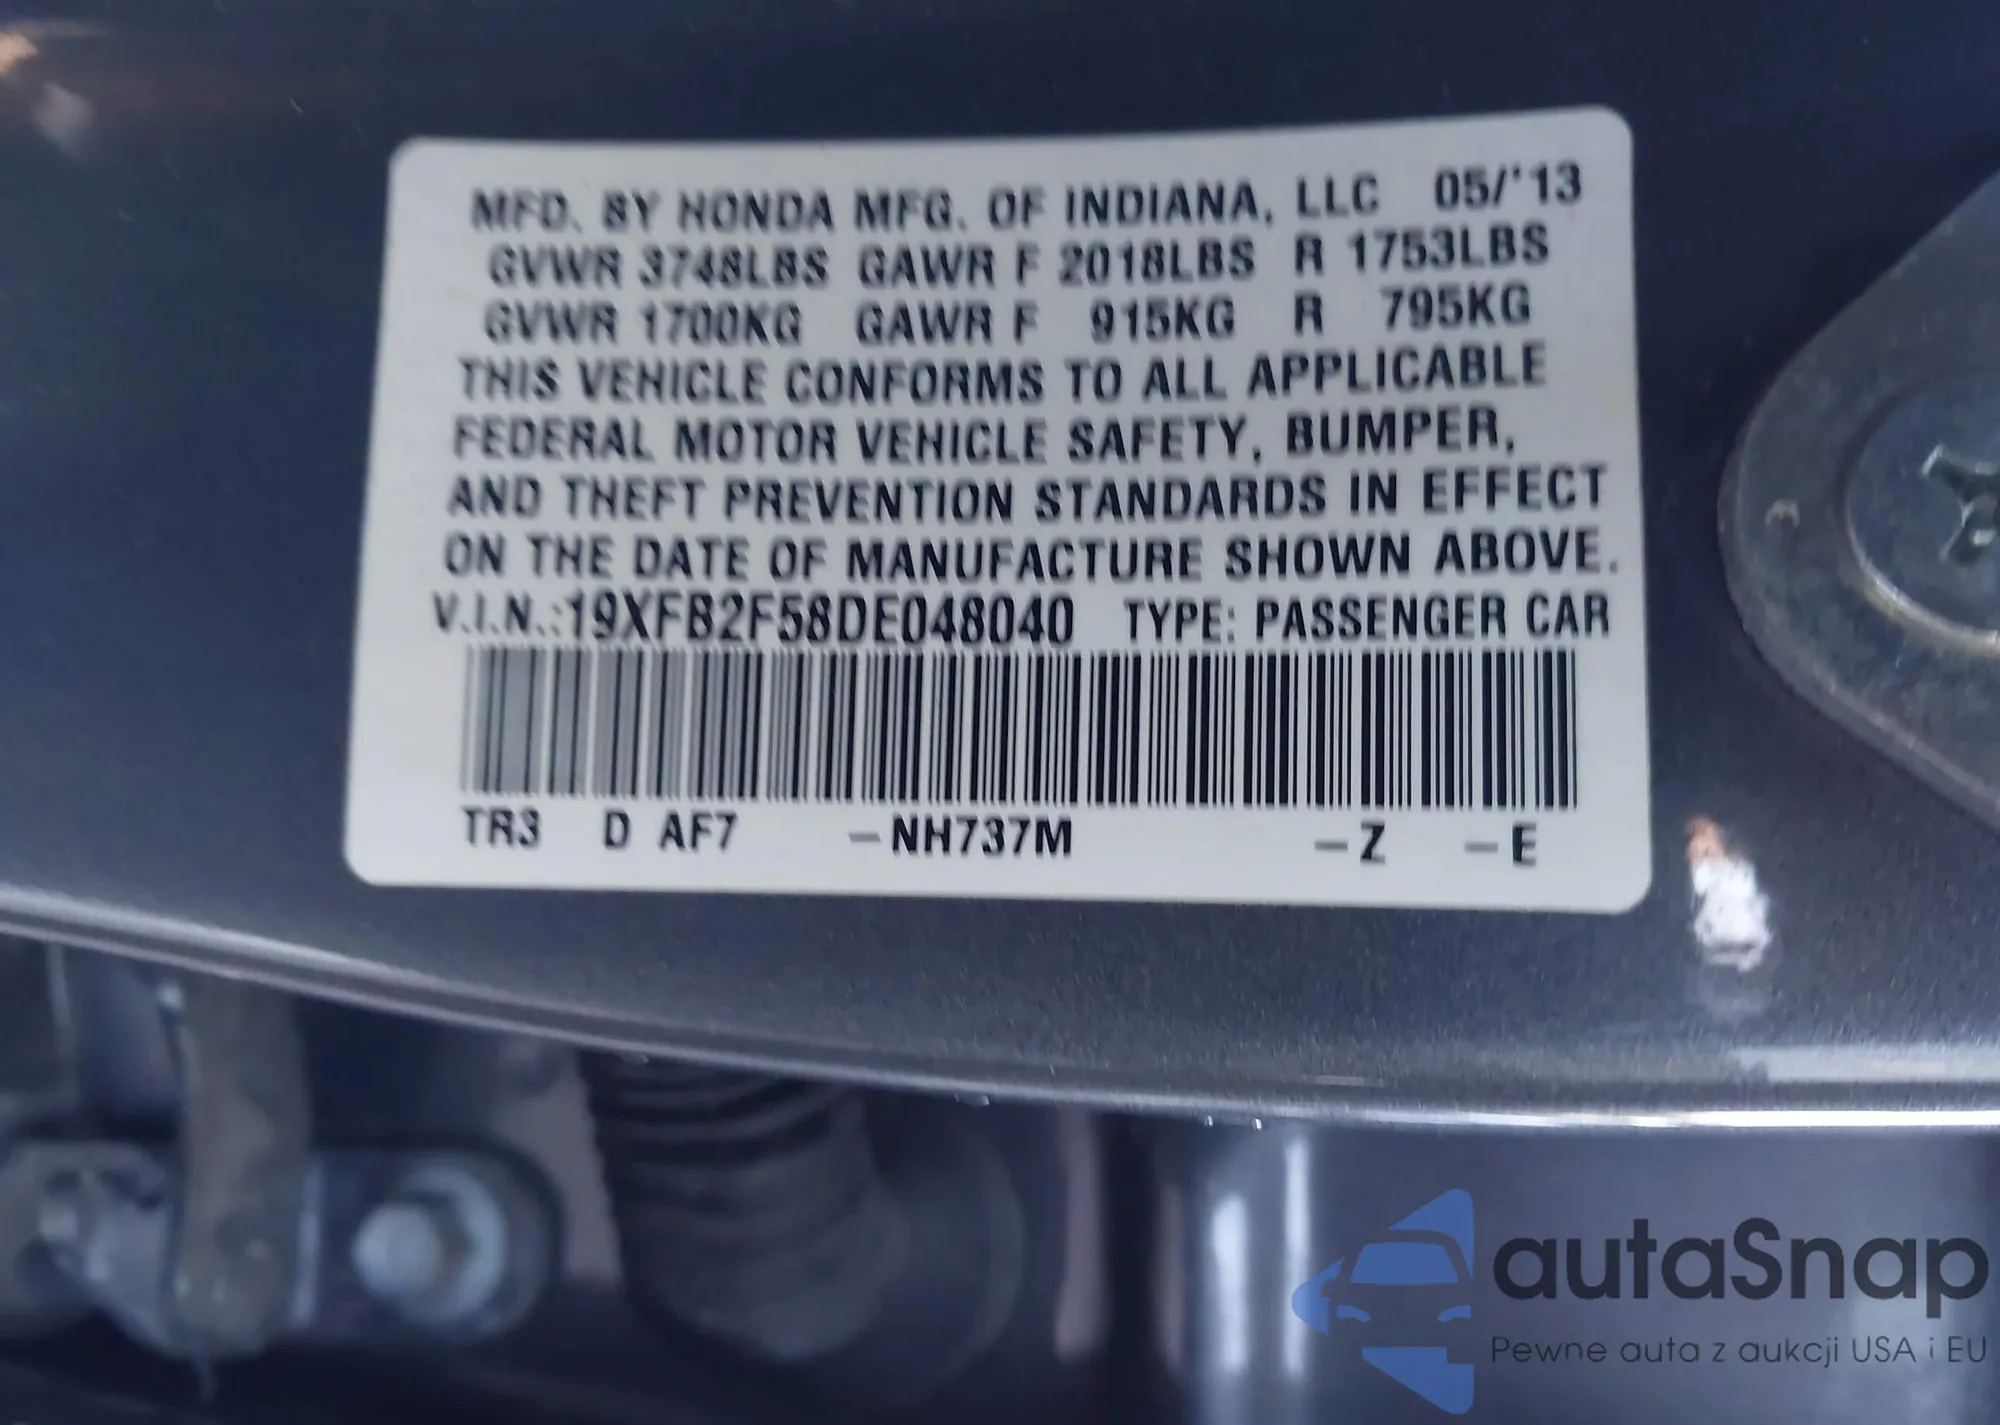 MFD. BY HONDA MFG. OF INDIANA, LLC 05/'13
GVWR 3748LBS GAWR F 2018LBS R 1753LBS
GVWR 1700KG GAWR F 915KG R 795KG
THIS VEHICLE CONFORMS TO ALL APPLICABLE
FEDERAL MOTOR VEHICLE SAFETY, BUMPER,
AND THEFT PREVENTION STANDARDS IN EFFECT
ON THE DATE OF MANUFACTURE SHOWN ABOVE.
V.I.N.:19XFB2F58DE048040 TYPE: PASSENGER CAR
TR3 D AF7 –NH737M –Z –E
autaSnap
Pewne auta z aukcji USA i EU